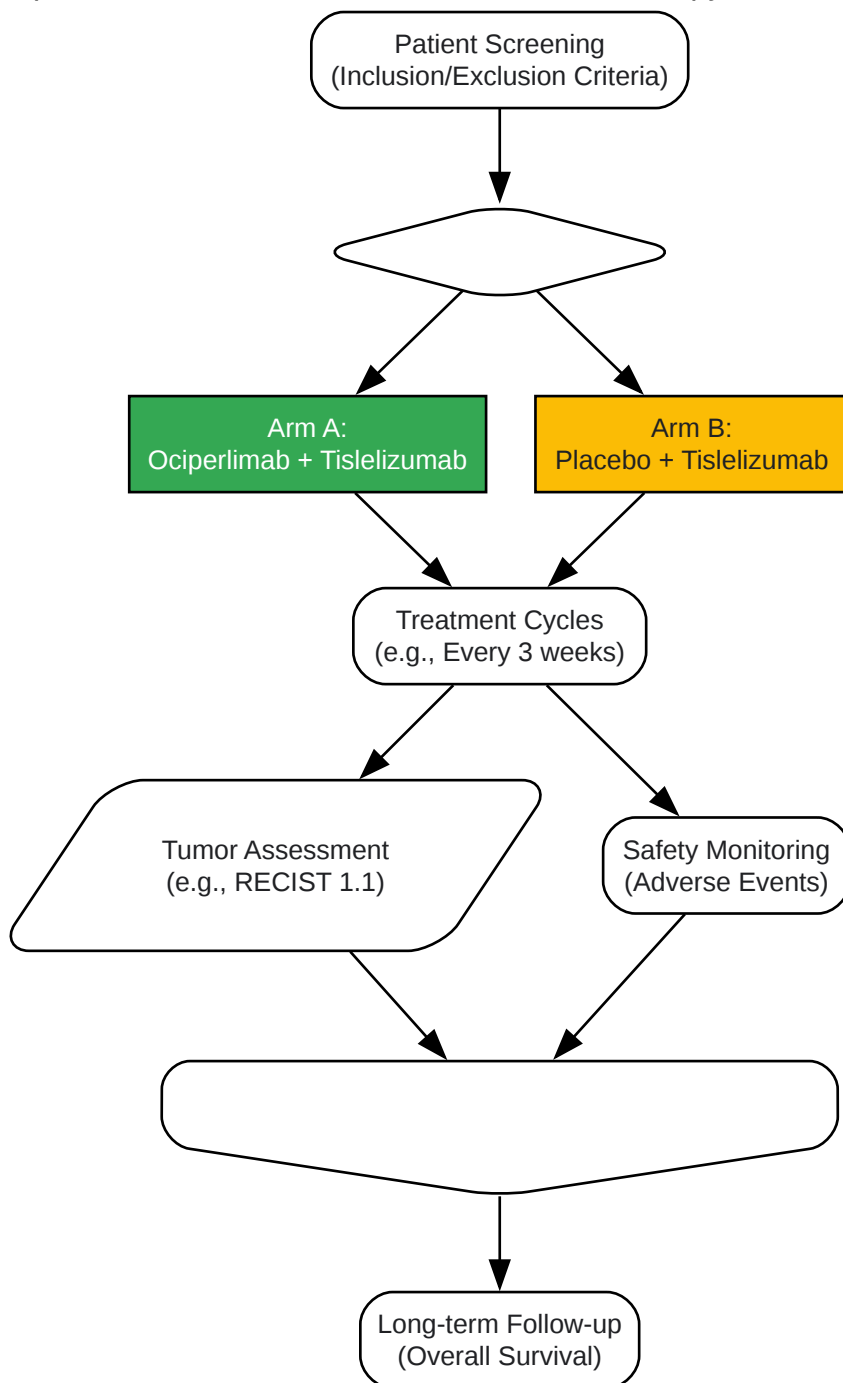 Patient Screening
(Inclusion/Exclusion Criteria)
Arm A:
Ociperlimab + Tislelizumab
Arm B:
Placebo + Tislelizumab
Treatment Cycles
(e.g., Every 3 weeks)
Tumor Assessment
(e.g., RECIST 1.1)
Safety Monitoring
(Adverse Events)
Long-term Follow-up
(Overall Survival)